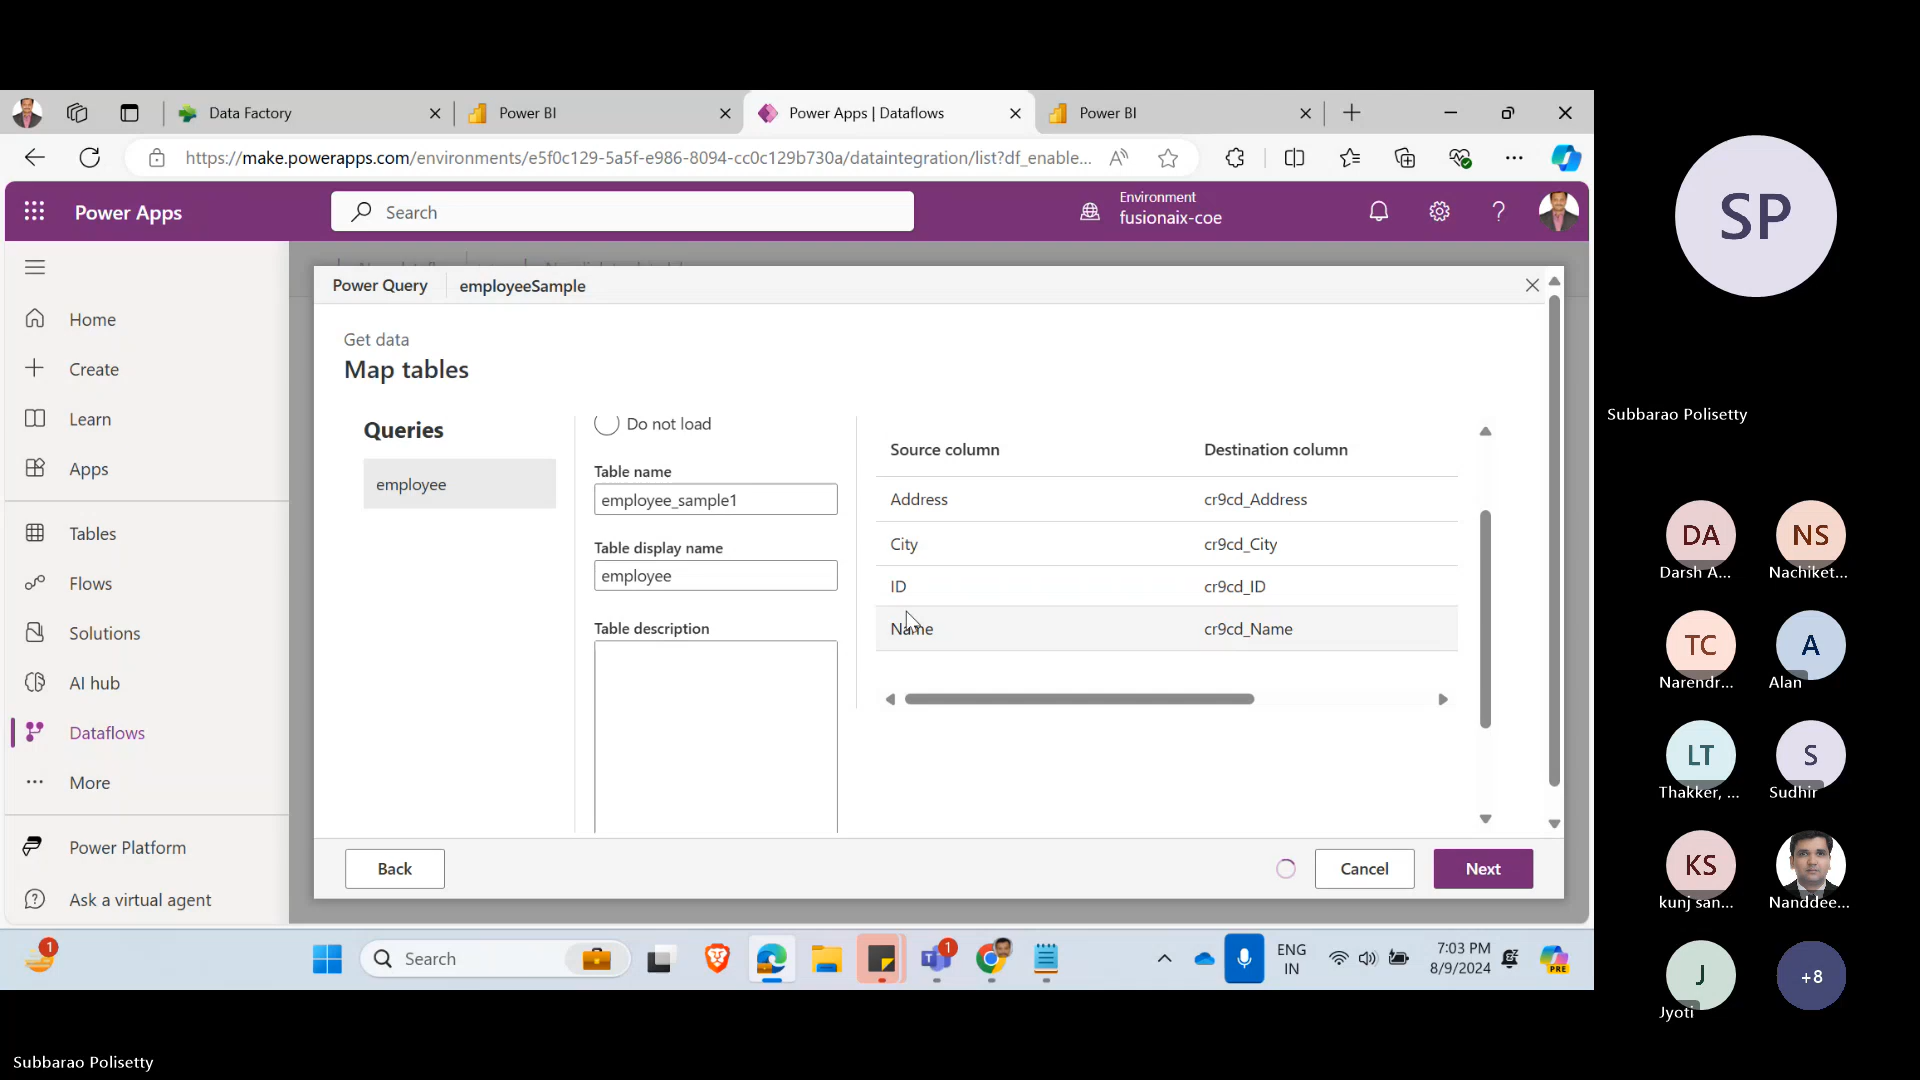 Data Factory
Power BI
Power Apps | Dataflows
Power BI
https://make.powerapps.com/environments/e5f0c129-5a5f-e986-8094-cc0c129b730a/dataintegration/list?df_enable...
Power Apps
Search
Environment
fusionaix-coe
Home
Create
Learn
Apps
Tables
Flows
Solutions
AI hub
Dataflows
More
Power Platform
Ask a virtual agent
Power Query
employeeSample
Get data
Map tables
Queries
employee
Do not load
Table name
employee_sample1
Table display name
employee
Table description
Source column Destination column
Address cr9cd_Address
City cr9cd_City
ID cr9cd_ID
Name cr9cd_Name
Back
Cancel
Next
1
Search
1
PRE
ENG
IN
7:03 PM
8/9/2024
SP
Subbarao Polisetty
DA
Darsh A...
NS
Nachiket...
TC
Narendr...
A
Alan
LT
Thakker, ...
S
Sudhir
KS
kunj san...
Nanddee...
J
Jyoti
+8
Subbarao Polisetty